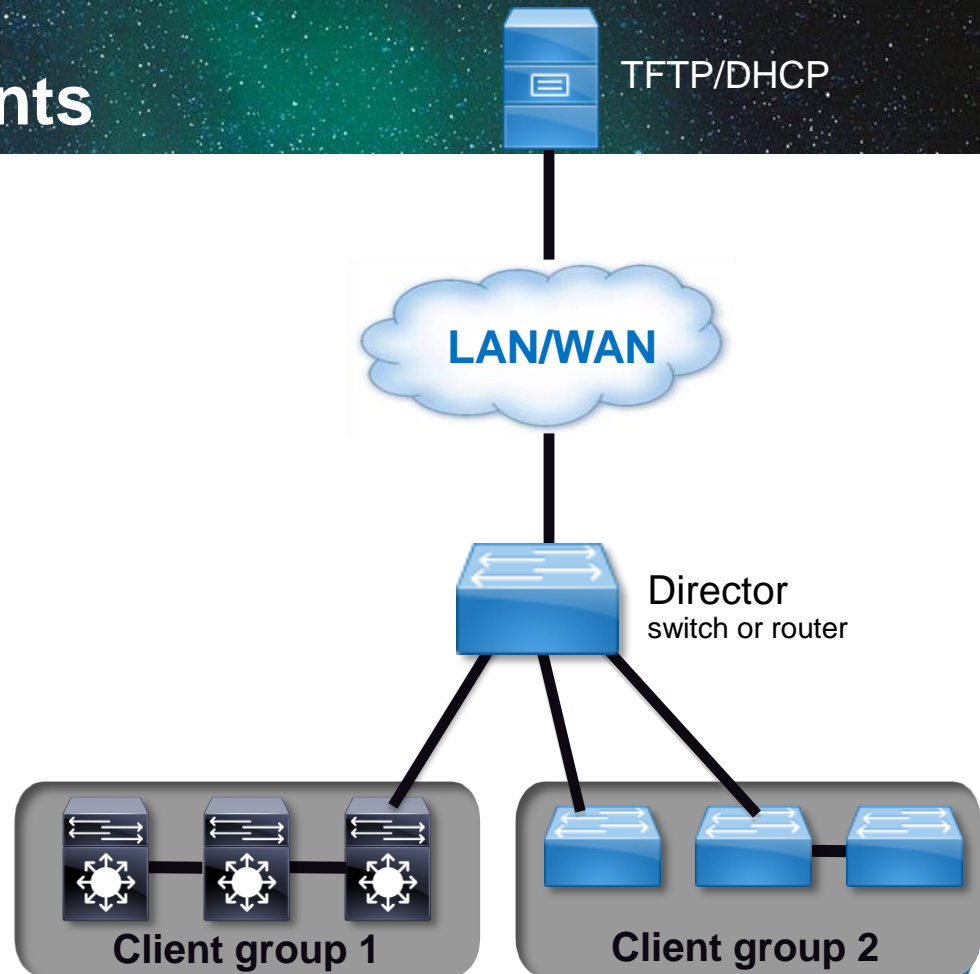 nts
TFTP/DHCP
LAN/WAN
Director
switch or router
Client group 1
Client group 2